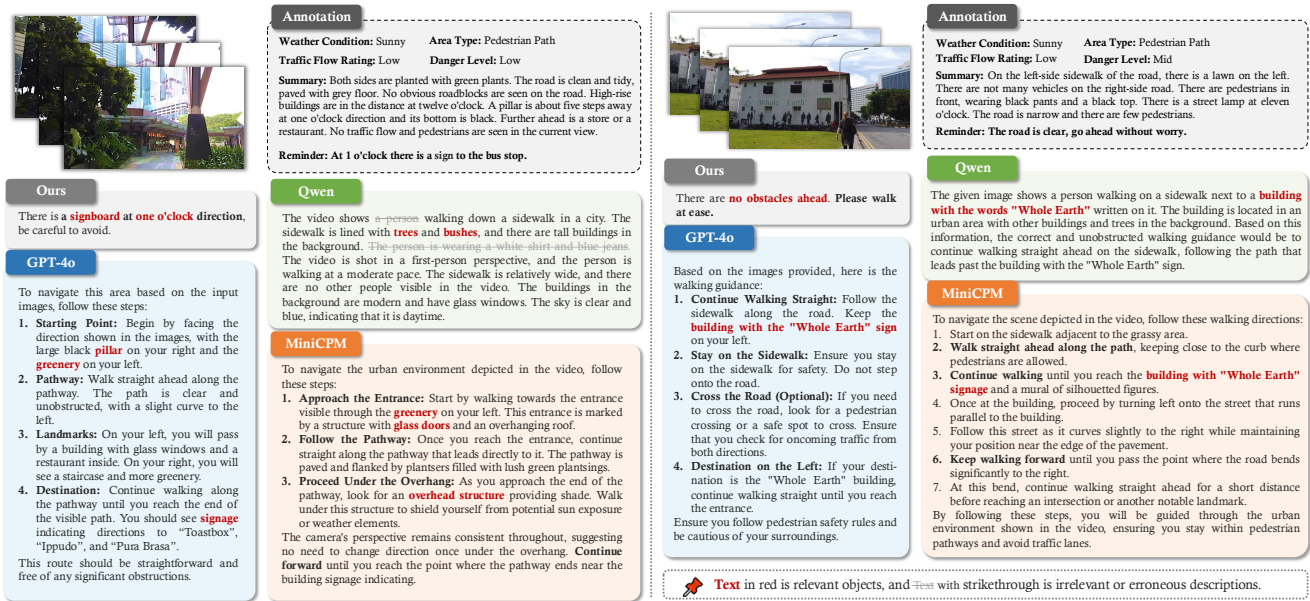 Annotation
Weather Condition: Sunny Area Type: Pedestrian Path
Traffic Flow Rating: Low Danger Level: Low
Summary: Both sides are planted with green plants. The road is clean and tidy,
paved with grey floor. No obvious roadblocks are seen on the road. High-rise
buildings are in the distance at twelve o'clock. A pillar is about five steps away
at one o'clock direction and its bottom is black. Further ahead is a store or a
restaurant. No traffic flow and pedestrians are seen in the current view.
Reminder: At 1 o'clock there is a sign to the bus stop.
Ours
There is a signboard at one o'clock direction,
be careful to avoid.
GPT-4o
To navigate this area based on the input
images, follow these steps:
1. Starting Point: Begin by facing the
direction shown in the images, with the
large black pillar on your right and the
greenery on your left.
2. Pathway: Walk straight ahead along the
pathway. The path is clear and
unobstructed, with a slight curve to the
left.
3. Landmarks: On your left, you will pass
by a building with glass windows and a
restaurant inside. On your right, you will
see a staircase and more greenery.
4. Destination: Continue walking along
the pathway until you reach the end of
the visible path. You should see signage
indicating directions to “Toastbox”,
“Ippudo”, and “Pura Brasa”.
This route should be straightforward and
free of any significant obstructions.
Qwen
The video shows a person walking down a sidewalk in a city. The
sidewalk is lined with trees and bushes, and there are tall buildings in
the background. The person is wearing a white shirt and blue jeans.
The video is shot in a first-person perspective, and the person is
walking at a moderate pace. The sidewalk is relatively wide, and there
are no other people visible in the video. The buildings in the
background are modern and have glass windows. The sky is clear and
blue, indicating that it is daytime.
MiniCPM
To navigate the urban environment depicted in the video, follow
these steps:
1. Approach the Entrance: Start by walking towards the entrance
visible through the greenery on your left. This entrance is marked
by a structure with glass doors and an overhanging roof.
2. Follow the Pathway: Once you reach the entrance, continue
straight along the pathway that leads directly to it. The pathway is
paved and flanked by plantsers filled with lush green plantsings.
3. Proceed Under the Overhang: As you approach the end of the
pathway, look for an overhead structure providing shade. Walk
under this structure to shield yourself from potential sun exposure
or weather elements.
The camera's perspective remains consistent throughout, suggesting
no need to change direction once under the overhang. Continue
forward until you reach the point where the pathway ends near the
building signage indicating.
Whole Earth
Annotation
Weather Condition: Sunny Area Type: Pedestrian Path
Traffic Flow Rating: Low Danger Level: Mid
Summary: On the left-side sidewalk of the road, there is a lawn on the left.
There are not many vehicles on the right-side road. There are pedestrians in
front, wearing black pants and a black top. There is a street lamp at eleven
o'clock. The road is narrow and there are few pedestrians.
Reminder: The road is clear, go ahead without worry.
Ours
There are no obstacles ahead. Please walk
at ease.
GPT-4o
Based on the images provided, here is the
walking guidance:
1. Continue Walking Straight: Follow the
sidewalk along the road. Keep the
building with the "Whole Earth" sign
on your left.
2. Stay on the Sidewalk: Ensure you stay
on the sidewalk for safety. Do not step
onto the road.
3. Cross the Road (Optional): If you need
to cross the road, look for a pedestrian
crossing or a safe spot to cross. Ensure
that you check for oncoming traffic from
both directions.
4. Destination on the Left: If your desti-
nation is the "Whole Earth" building,
continue walking straight until you reach
the entrance.
Ensure you follow pedestrian safety rules and
be cautious of your surroundings.
Qwen
The given image shows a person walking on a sidewalk next to a building
with the words "Whole Earth" written on it. The building is located in an
urban area with other buildings and trees in the background. Based on this
information, the correct and unobstructed walking guidance would be to
continue walking straight ahead on the sidewalk, following the path that
leads past the building with the "Whole Earth" sign.
MiniCPM
To navigate the scene depicted in the video, follow these walking directions:
1. Start on the sidewalk adjacent to the grassy area.
2. Walk straight ahead along the path, keeping close to the curb where
pedestrians are allowed.
3. Continue walking until you reach the building with "Whole Earth"
signage and a mural of silhouetted figures.
4. Once at the building, proceed by turning left onto the street that runs
parallel to the building.
5. Follow this street as it curves slightly to the right while maintaining
your position near the edge of the pavement.
6. Keep walking forward until you pass the point where the road bends
significantly to the right.
7. At this bend, continue walking straight ahead for a short distance
before reaching an intersection or another notable landmark.
By following these steps, you will be guided through the urban
environment shown in the video, ensuring you stay within pedestrian
pathways and avoid traffic lanes.
Text in red is relevant objects, and Text with strikethrough is irrelevant or erroneous descriptions.